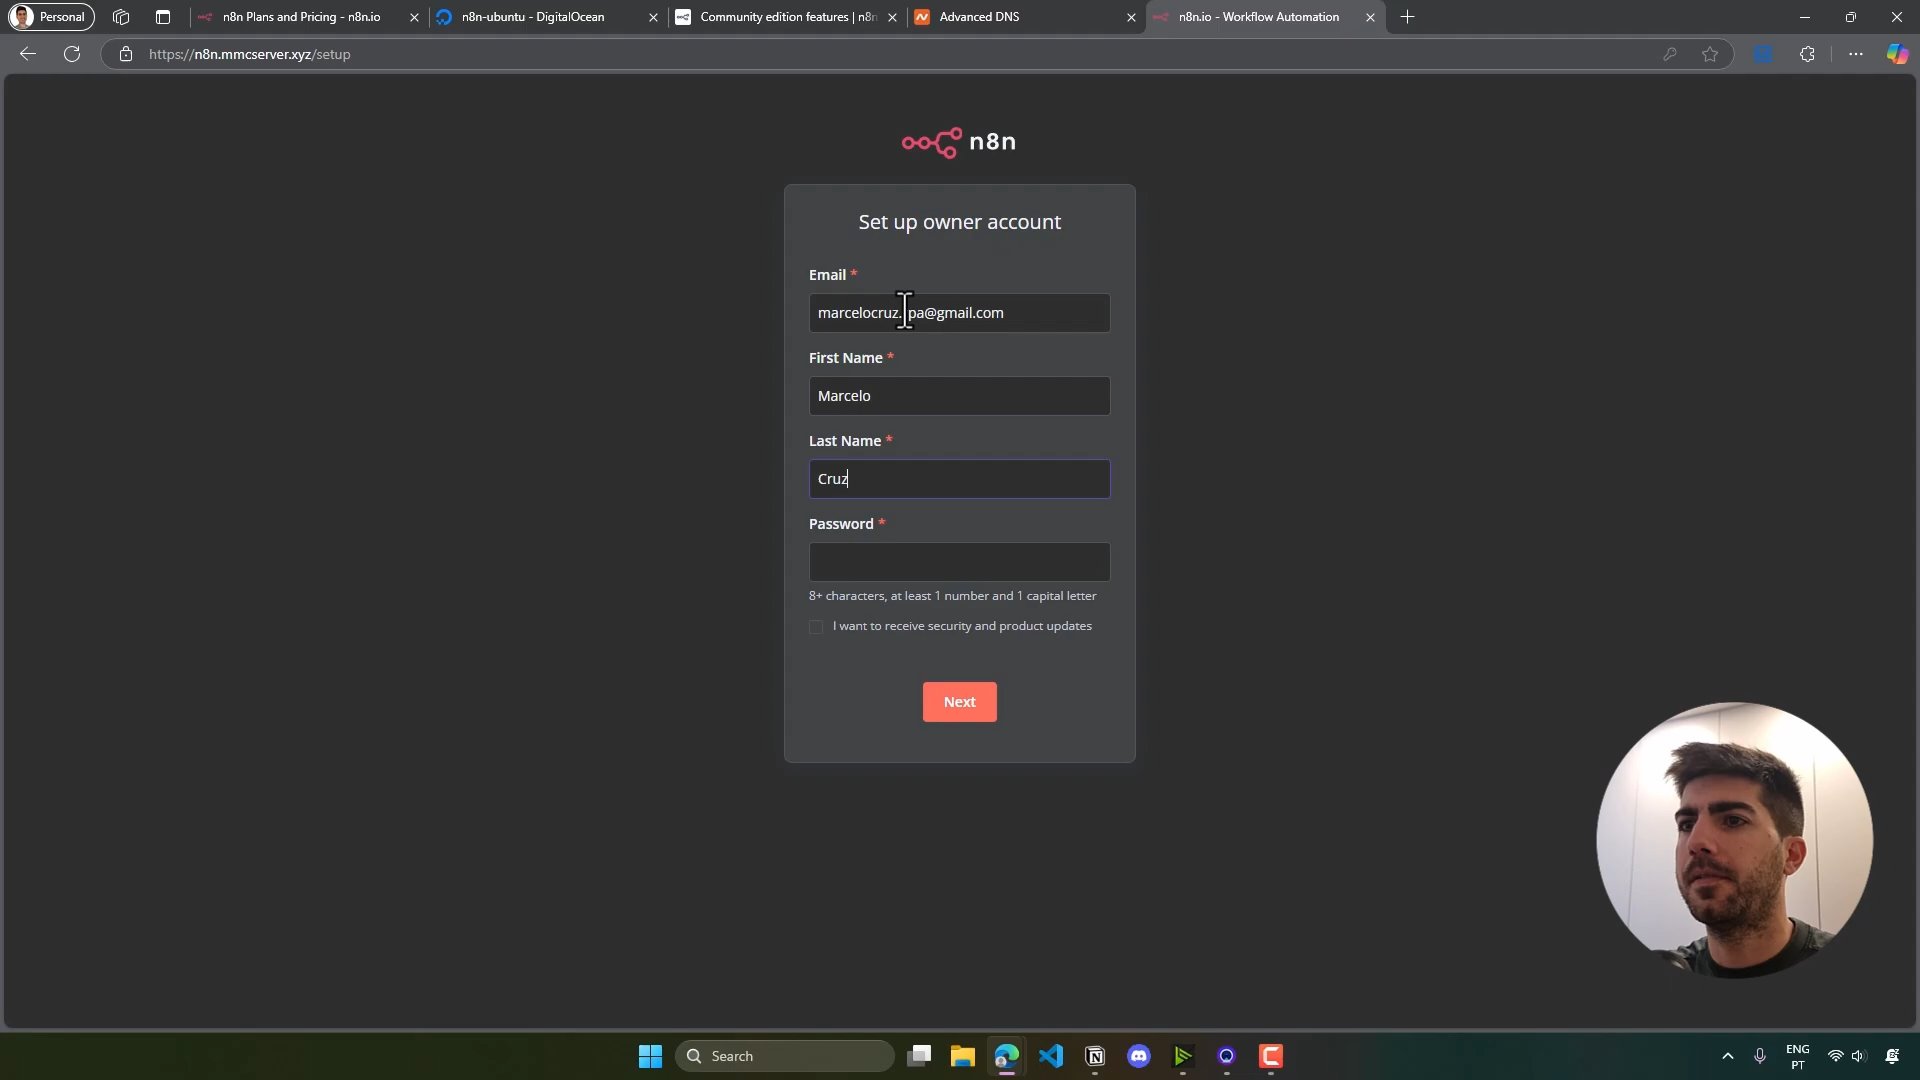 Personal
n8n Plans and Pricing - n8n.io
n8n-ubuntu - DigitalOcean
Community edition features | n8n
Advanced DNS
n8n.io - Workflow Automation
https://n8n.mmcserver.xyz/setup
n8n
Set up owner account
Email *
pa@gmail.com
First Name *
Marcelo
Last Name *
Cruz
Password *
8+ characters, at least 1 number and 1 capital letter
I want to receive security and product updates
Next
Search
ENG
PT